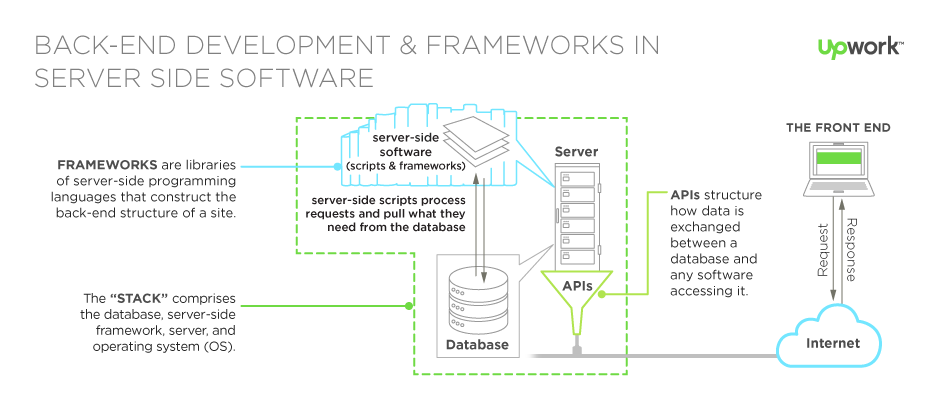 BACK-END DEVELOPMENT & FRAMEWORKS IN
SERVER SIDE SOFTWARE
Upwork™
FRAMEWORKS are libraries
of server-side programming
languages that construct the
back-end structure of a site.
The “STACK” comprises
the database, server-side
framework, server, and
operating system (OS).
server-side
software
(scripts & frameworks)
server-side scripts process
requests and pull what they
need from the database
Database
Server
APIs
APIs structure
how data is
exchanged
between a
database and
any software
accessing it.
THE FRONT END
Request
Response
Internet